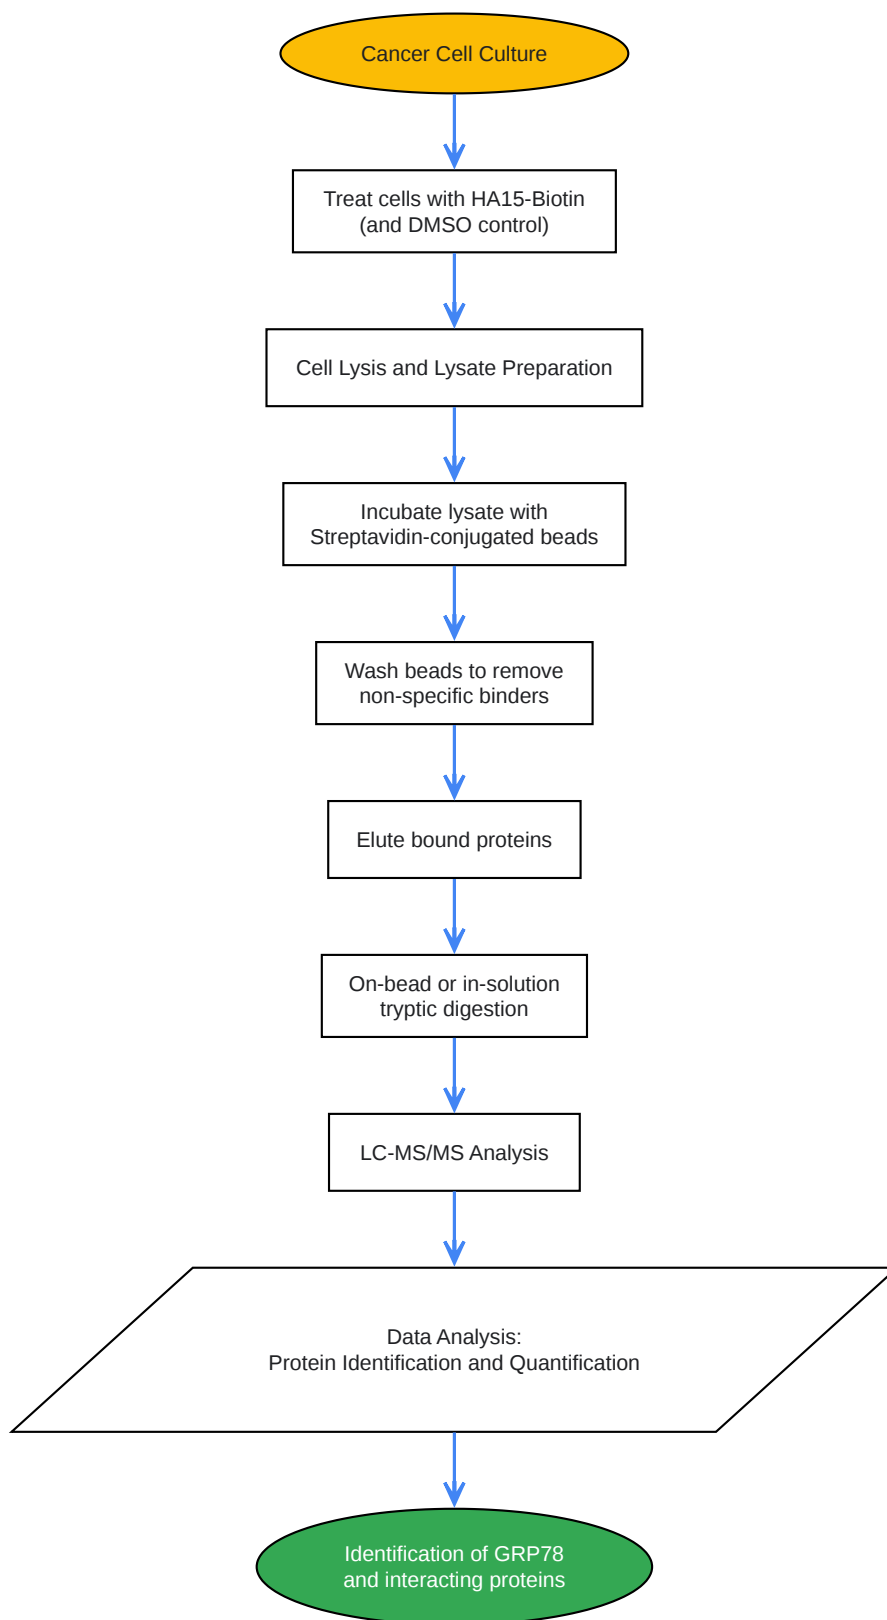 Cancer Cell Culture
Treat cells with HA15-Biotin
(and DMSO control)
Cell Lysis and Lysate Preparation
Incubate lysate with
Streptavidin-conjugated beads
Wash beads to remove
non-specific binders
Elute bound proteins
On-bead or in-solution
tryptic digestion
LC-MS/MS Analysis
Data Analysis:
Protein Identification and Quantification
Identification of GRP78
and interacting proteins